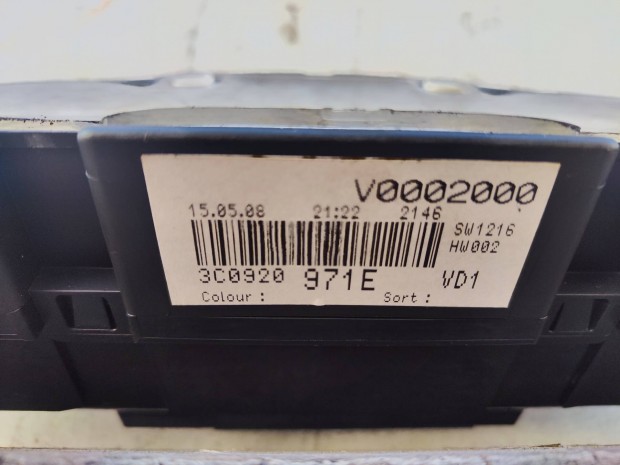 V0002000
15.05.08 21:22 2146
SW1216
HW002
3C0920 971E VD1
Colour : Sort :